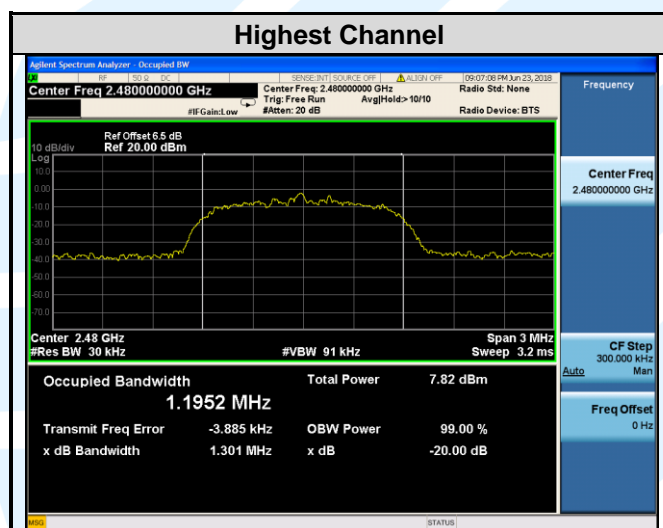 Highest Channel
Agilent Spectrum Analyzer - Occupied BW
RF 50 Ω DC SENSE:INT SOURCE OFF ALIGN OFF 09:07:08 PM Jun 23, 2018
Center Freq 2.480000000 GHz Center Freq: 2.480000000 GHz Radio Std: None
Trig: Free Run Avg|Hold:> 10/10
#IFGain:Low #Atten: 20 dB Radio Device: BTS
Ref Offset 6.5 dB
10 dB/div Ref 20.00 dBm
Log
10.0
0.00
-10.0
-20.0
-30.0
-40.0
-50.0
-60.0
-70.0
Center 2.48 GHz Span 3 MHz
#Res BW 30 kHz #VBW 91 kHz Sweep 3.2 ms
Occupied Bandwidth Total Power 7.82 dBm
1.1952 MHz
Transmit Freq Error -3.885 kHz OBW Power 99.00 %
x dB Bandwidth 1.301 MHz x dB -20.00 dB
MSG STATUS
Frequency
Center Freq
2.480000000 GHz
CF Step
300.000 kHz
Auto Man
Freq Offset
0 Hz